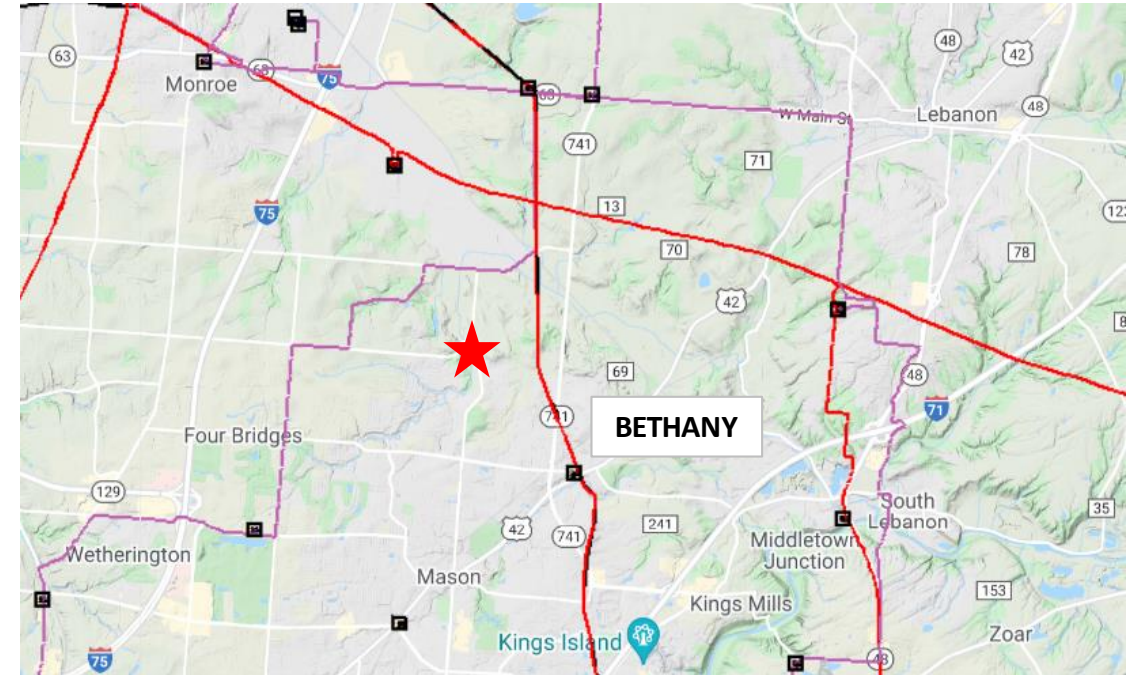 48
42
63
Monroe
63
75
63
W Main St
Lebanon
48
741
71
75
13
70
78
42
69
48
741
71
BETHANY
Four Bridges
129
South
Lebanon
35
42
741
241
Middletown
Junction
Wetherington
Mason
153
Kings Mills
Zoar
Kings Island
75
48